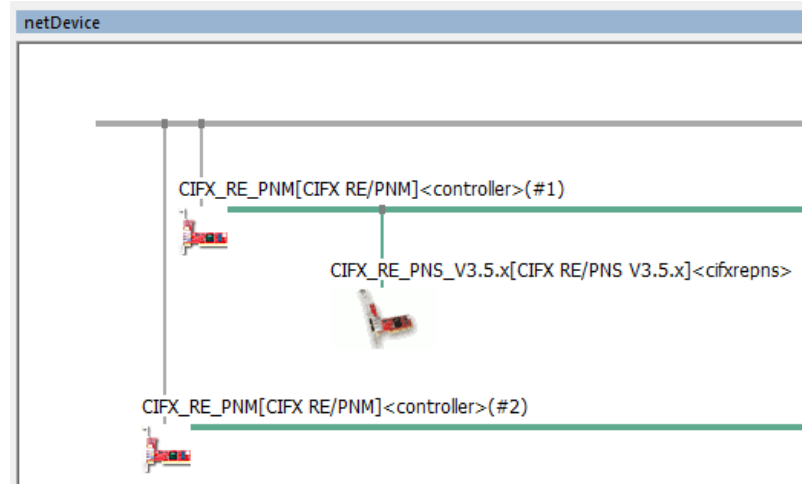 netDevice
CIFX_RE_PNM[CIFX RE/PNM]<controller>(#1)
CIFX_RE_PNS_V3.5.x[CIFX RE/PNS V3.5.x]<cifxrepns>
CIFX_RE_PNM[CIFX RE/PNM]<controller>(#2)